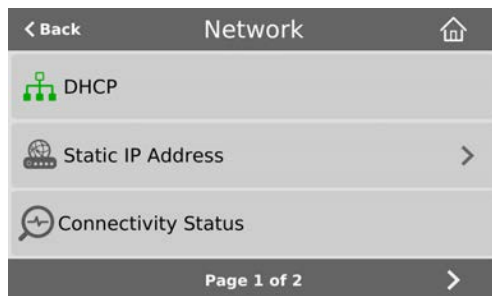 Back
Network
DHCP
Static IP Address
Connectivity Status
Page 1 of 2